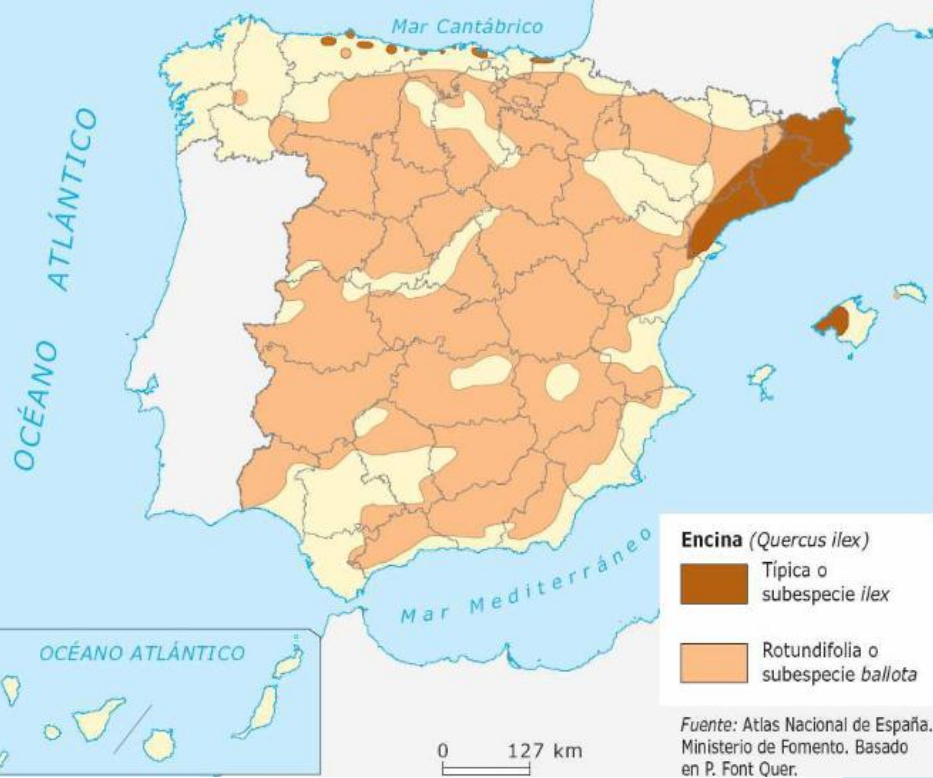 Mar Cantábrico
OCÉANO ATLÁNTICO
Mar Mediterráneo
OCÉANO ATLÁNTICO
0 127 km
Encina (Quercus ilex)
Típica o
subespecie ilex
Rotundifolia o
subespecie ballota
Fuente: Atlas Nacional de España.
Ministerio de Fomento. Basado
en P. Font Quer.